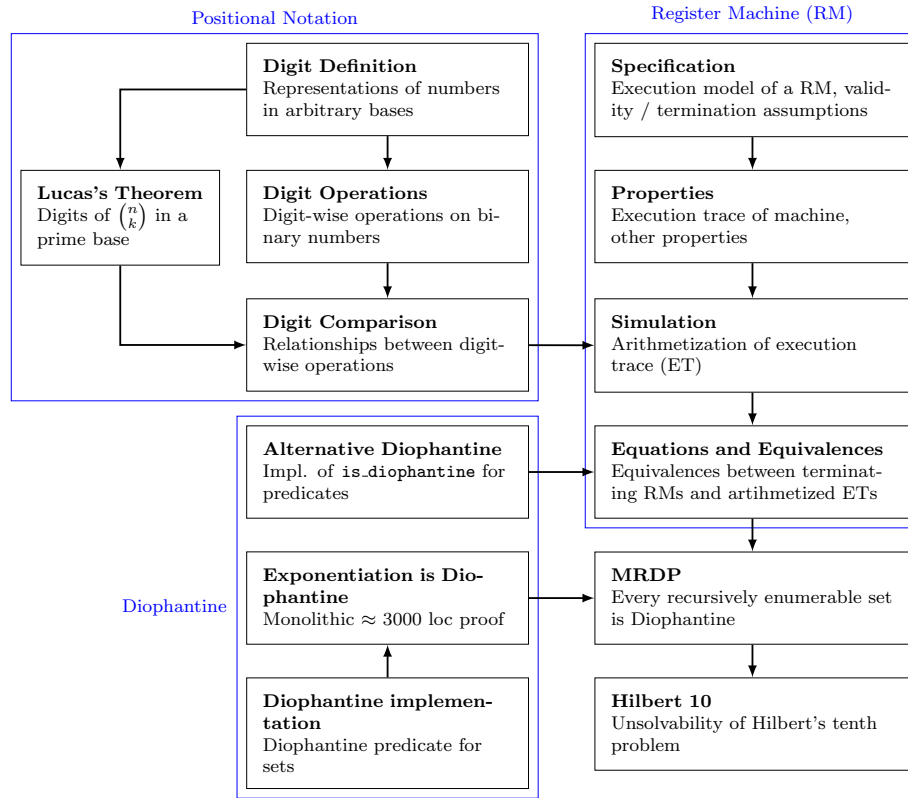 Positional Notation
Digit Definition
Representations of numbers
in arbitrary bases
Lucas's Theorem
Digits of (n k) in a
prime base
Digit Operations
Digit-wise operations on bi-
nary numbers
Digit Comparison
Relationships between digit-
wise operations
Register Machine (RM)
Specification
Execution model of a RM, valid-
ity / termination assumptions
Properties
Execution trace of machine,
other properties
Simulation
Arithmetization of execution
trace (ET)
Equations and Equivalences
Equivalences between terminat-
ing RMs and artihmetized ETs
Diophantine
Alternative Diophantine
Impl. of is_diophantine for
predicates
Exponentiation is Dio-
phantine
Monolithic ≈ 3000 loc proof
Diophantine implemen-
tation
Diophantine predicate for
sets
MRDP
Every recursively enumerable set
is Diophantine
Hilbert 10
Unsolvability of Hilbert's tenth
problem